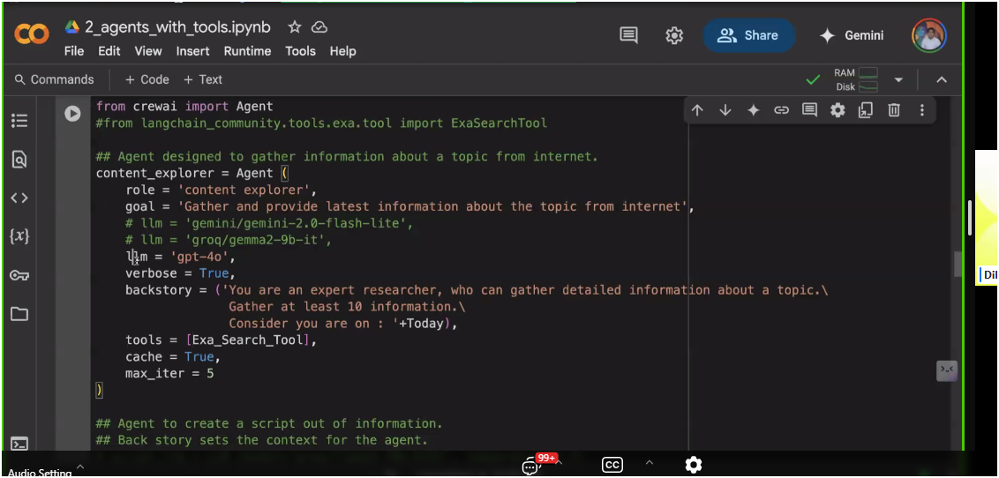 2_agents_with_tools.ipynb
File Edit View Insert Runtime Tools Help
Share
Gemini
Commands + Code + Text
RAM
Disk
from crewai import Agent
#from langchain_community.tools.exa.tool import ExaSearchTool
## Agent designed to gather information about a topic from internet.
content_explorer = Agent (
role = 'content explorer',
goal = 'Gather and provide latest information about the topic from internet',
# llm = 'gemini/gemini-2.0-flash-lite',
# llm = 'groq/gemma2-9b-it',
llm = 'gpt-4o',
verbose = True,
backstory = ('You are an expert researcher, who can gather detailed information about a topic.\
Gather at least 10 information.\
Consider you are on : '+Today),
tools = [Exa_Search_Tool],
cache = True,
max_iter = 5
)
## Agent to create a script out of information.
## Back story sets the context for the agent.
Dil
99+
CC
Audio Setting